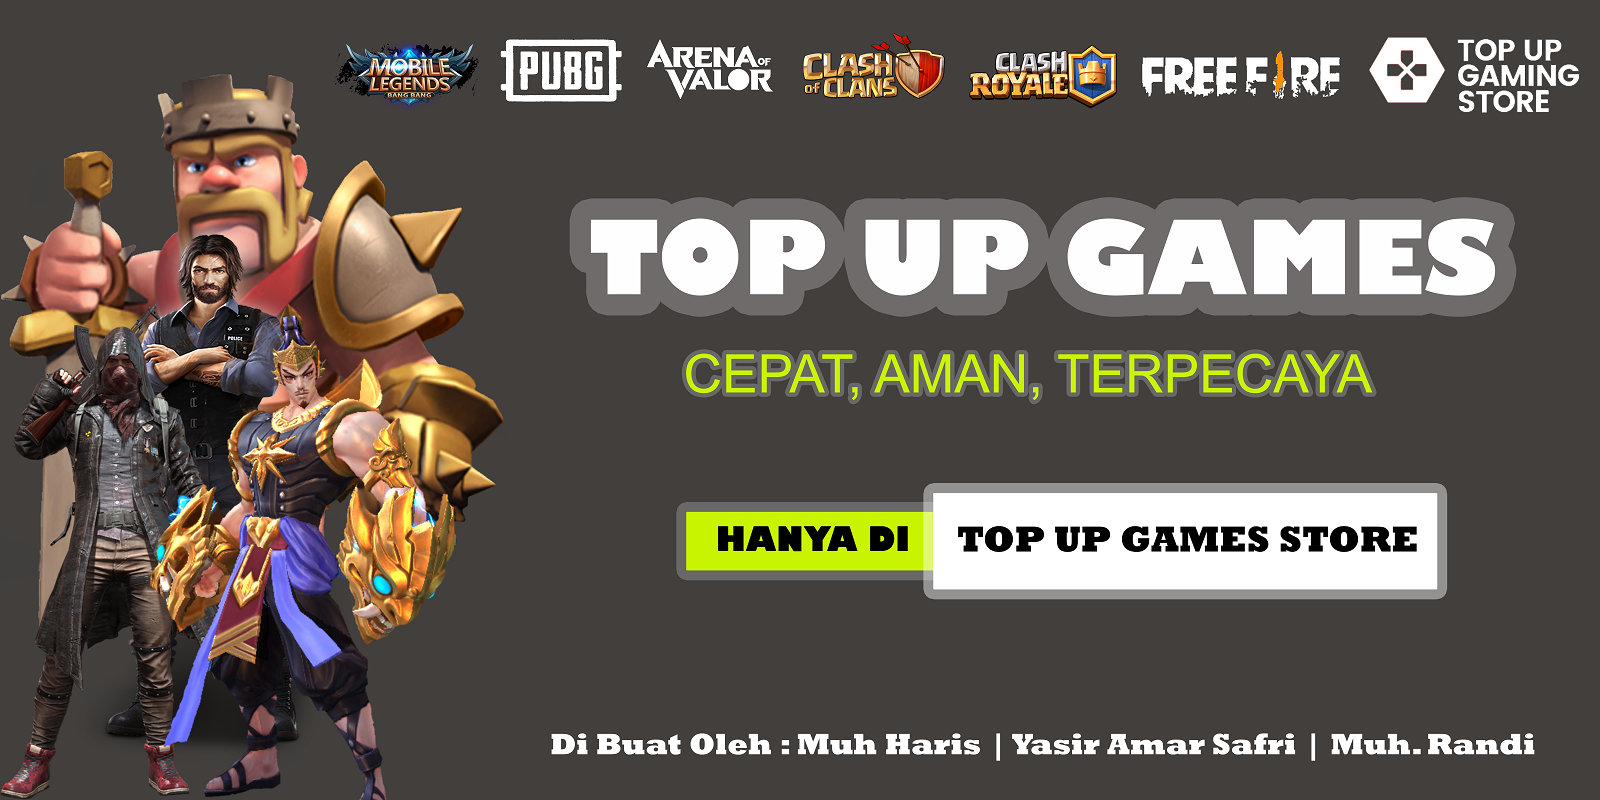 MOBILE
LEGENDS
BANG BANG
PUBG
ARENA OF
VALOR
CLASH
OF CLANS
CLASH
ROYALE
FREE FIRE
TOP UP
GAMING
STORE
TOP UP GAMES
CEPAT, AMAN, TERPECAYA
POLICE
HANYA DI TOP UP GAMES STORE
Di Buat Oleh : Muh Haris | Yasir Amar Safri | Muh. Randi